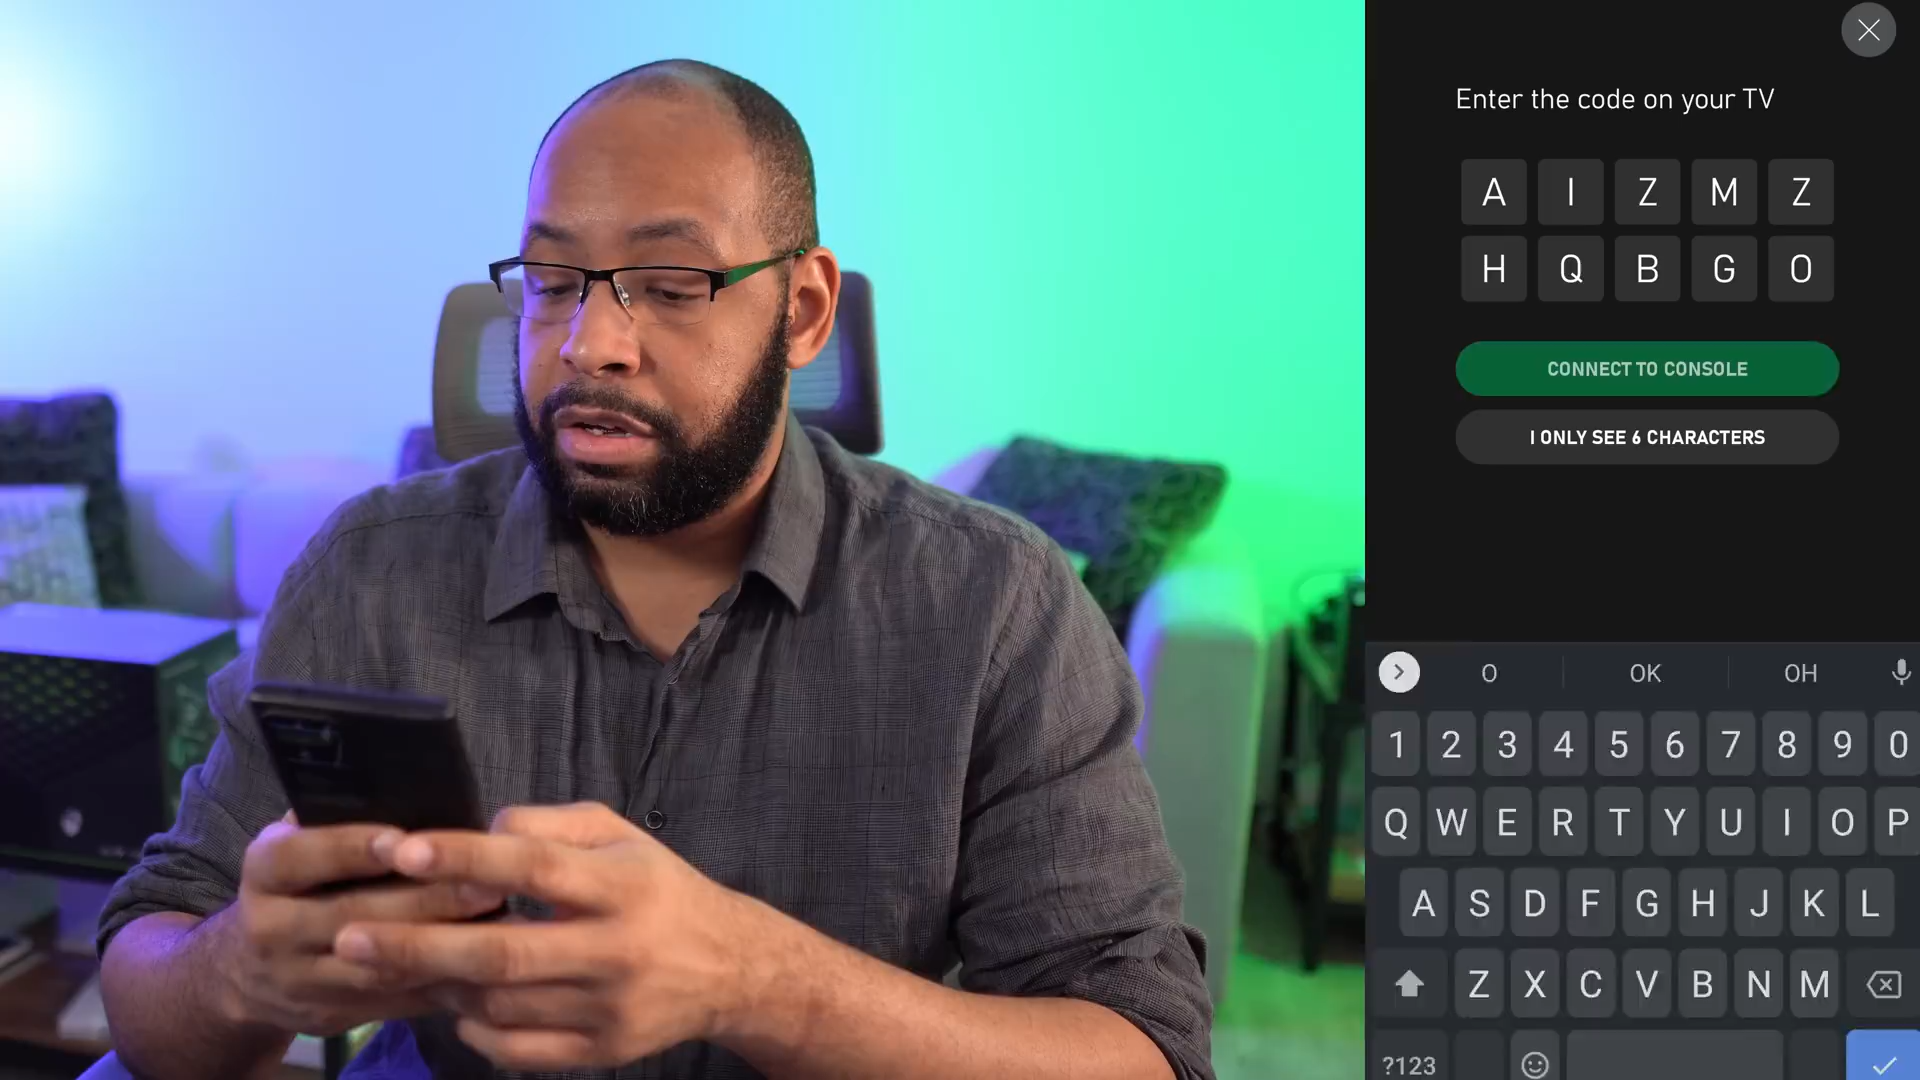 Enter the code on your TV
A I Z M Z
H Q B G O
CONNECT TO CONSOLE
I ONLY SEE 6 CHARACTERS
O OK OH
1 2 3 4 5 6 7 8 9 0
Q W E R T Y U I O P
A S D F G H J K L
Z X C V B N M
?123